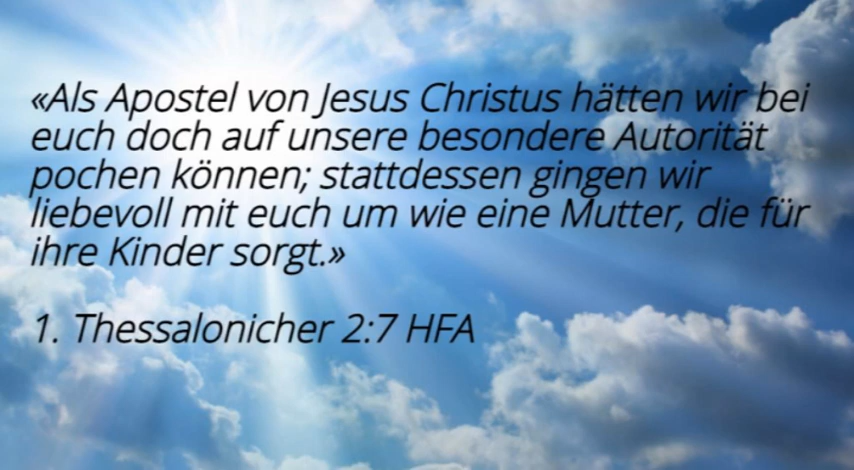 «Als Apostel von Jesus Christus hätten wir bei
euch doch auf unsere besondere Autorität
pochen können; stattdessen gingen wir
liebevoll mit euch um wie eine Mutter, die für
ihre Kinder sorgt.»
1. Thessalonicher 2:7 HFA